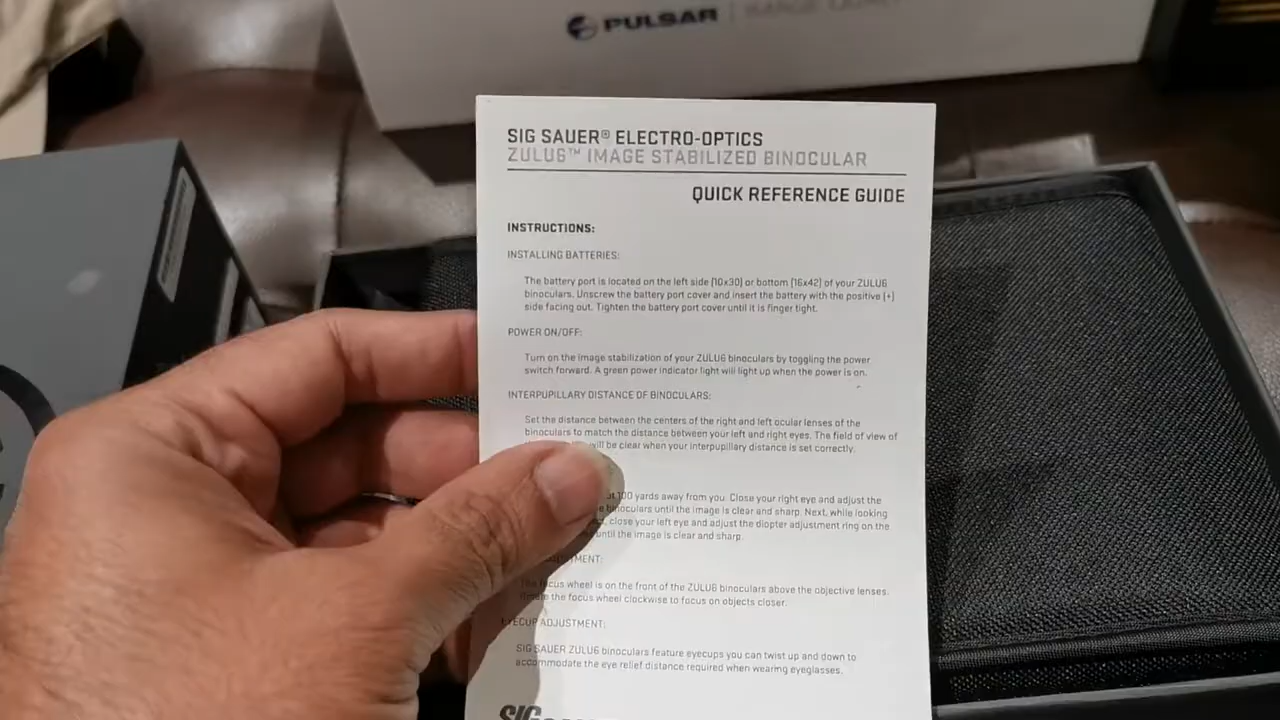 PULSAR
SIG SAUER® ELECTRO-OPTICS
ZULU6™ IMAGE STABILIZED BINOCULAR
QUICK REFERENCE GUIDE
INSTRUCTIONS:
INSTALLING BATTERIES:
The battery port is located on the left side (10x30) or bottom (16x42) of your ZULU6
binoculars. Unscrew the battery port cover and insert the battery with the positive (+)
side facing out. Tighten the battery port cover until it is finger tight.
POWER ON/OFF:
Turn on the image stabilization of your ZULU6 binoculars by toggling the power
switch forward. A green power indicator light will light up when the power is on.
INTERPUPILLARY DISTANCE OF BINOCULARS:
Set the distance between the centers of the right and left ocular lenses of the
binoculars to match the distance between your left and right eyes. The field of view of
will be clear when your interpupillary distance is set correctly.
100 yards away from you. Close your right eye and adjust the
binoculars until the image is clear and sharp. Next, while looking
close your left eye and adjust the diopter adjustment ring on the
until the image is clear and sharp.
The focus wheel is on the front of the ZULU6 binoculars above the objective lenses.
the focus wheel clockwise to focus on objects closer.
EYECUP ADJUSTMENT:
SIG SAUER ZULU6 binoculars feature eyecups you can twist up and down to
accommodate the eye relief distance required when wearing eyeglasses.
SIG